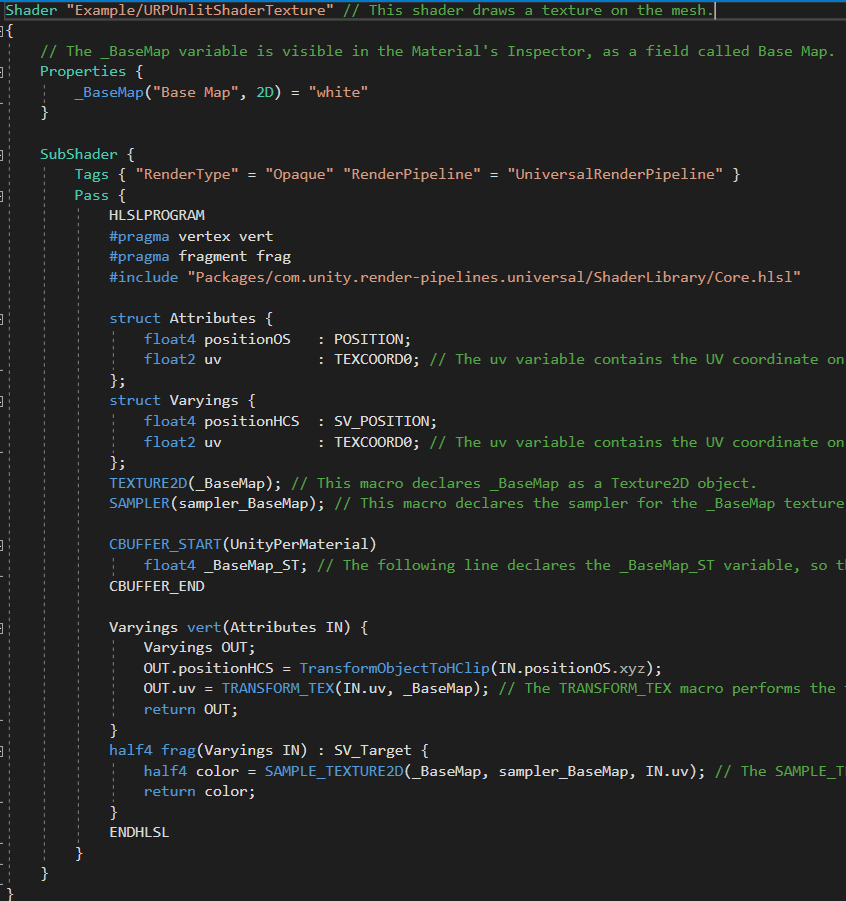 Shader "Example/URPUnlitShaderTexture" // This shader draws a texture on the mesh.
{
// The _BaseMap variable is visible in the Material's Inspector, as a field called Base Map.
Properties {
_BaseMap("Base Map", 2D) = "white"
}
SubShader {
Tags { "RenderType" = "Opaque" "RenderPipeline" = "UniversalRenderPipeline" }
Pass {
HLSLPROGRAM
#pragma vertex vert
#pragma fragment frag
#include "Packages/com.unity.render-pipelines.universal/ShaderLibrary/Core.hlsl"
struct Attributes {
float4 positionOS : POSITION;
float2 uv : TEXCOORD0; // The uv variable contains the UV coordinate on
};
struct Varyings {
float4 positionHCS : SV_POSITION;
float2 uv : TEXCOORD0; // The uv variable contains the UV coordinate on
};
TEXTURE2D(_BaseMap); // This macro declares _BaseMap as a Texture2D object.
SAMPLER(sampler_BaseMap); // This macro declares the sampler for the _BaseMap texture
CBUFFER_START(UnityPerMaterial)
float4 _BaseMap_ST; // The following line declares the _BaseMap_ST variable, so
CBUFFER_END
Varyings vert(Attributes IN) {
Varyings OUT;
OUT.positionHCS = TransformObjectToHClip(IN.positionOS.xyz);
OUT.uv = TRANSFORM_TEX(IN.uv, _BaseMap); // The TRANSFORM_TEX macro performs the
return OUT;
}
half4 frag(Varyings IN) : SV_Target {
half4 color = SAMPLE_TEXTURE2D(_BaseMap, sampler_BaseMap, IN.uv); // The
return color;
}
ENDHLSL
}
}
}